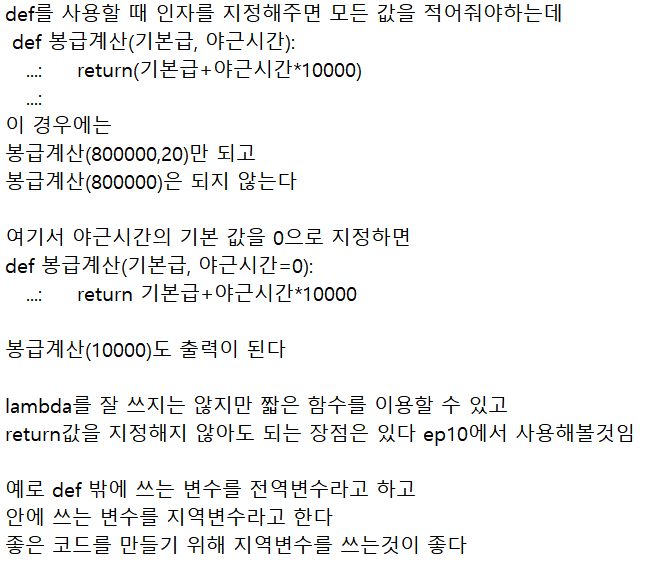 def를 사용할 때 인자를 지정해주면 모든 값을 적어줘야하는데
def 봉급계산(기본급, 야근시간):
...: return(기본급+야근시간*10000)
...:
이 경우에는
봉급계산(800000,20)만 되고
봉급계산(800000)은 되지 않는다
여기서 야근시간의 기본 값을 0으로 지정하면
def 봉급계산(기본급, 야근시간=0):
...: return 기본급+야근시간*10000
봉급계산(10000)도 출력이 된다
lambda를 잘 쓰지는 않지만 짧은 함수를 이용할 수 있고
return값을 지정해지 않아도 되는 장점은 있다 ep10에서 사용해볼것임
예로 def 밖에 쓰는 변수를 전역변수라고 하고
안에 쓰는 변수를 지역변수라고 한다
좋은 코드를 만들기 위해 지역변수를 쓰는것이 좋다